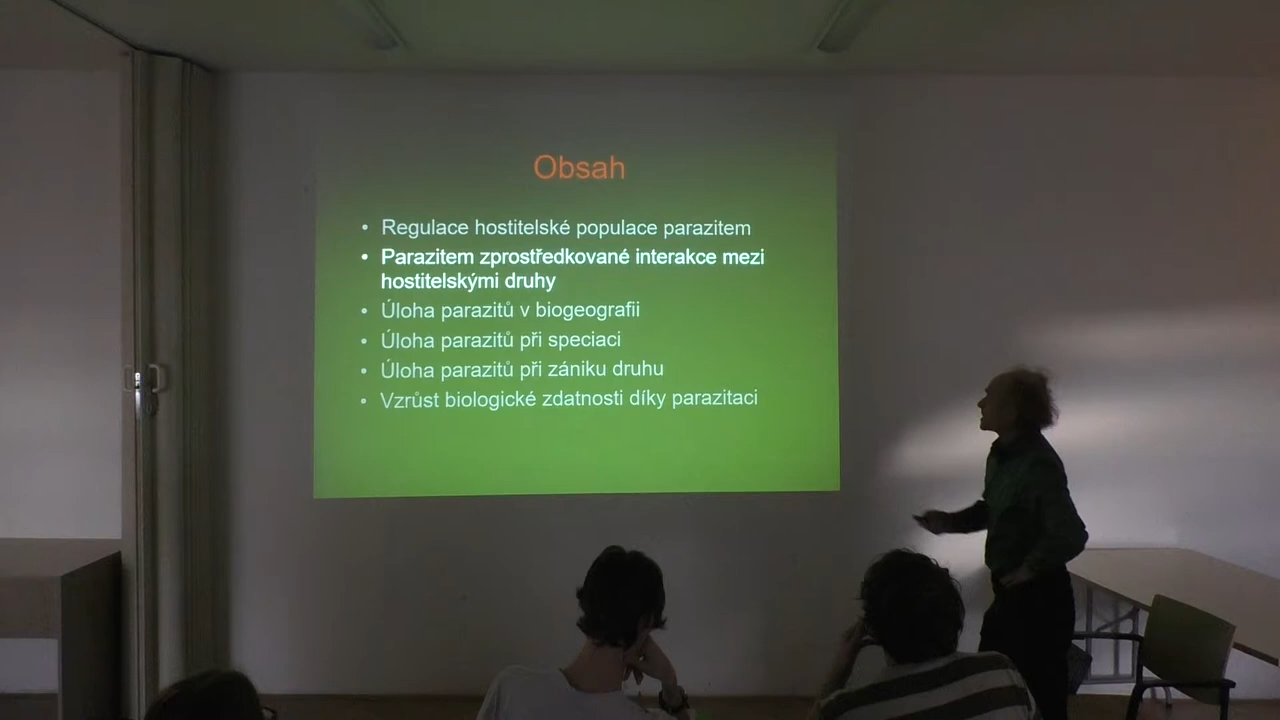 Obsah
• Regulace hostitelské populace parazitem
• Parazitem zprostředkované interakce mezi
hostitelskými druhy
• Úloha parazitů v biogeografii
• Úloha parazitů při speciaci
• Úloha parazitů při zániku druhu
• Vzrůst biologické zdatnosti díky parazitaci